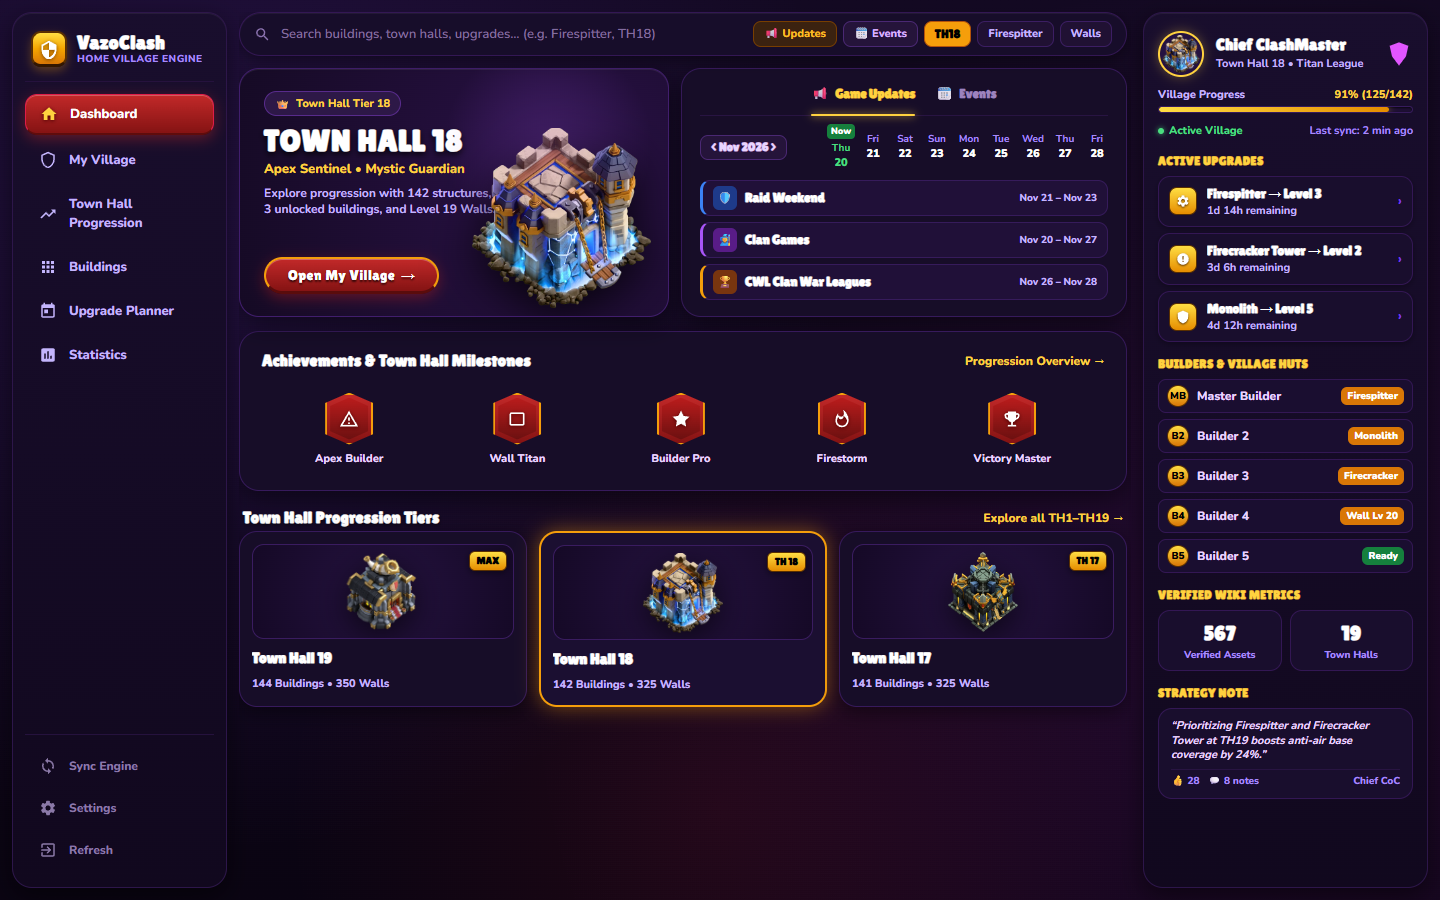 VazoClash
HOME VILLAGE ENGINE
Dashboard
My Village
Town Hall
Progression
Buildings
Upgrade Planner
Statistics
Sync Engine
Settings
Refresh
Search buildings, town halls, upgrades... (e.g. Firespitter, TH18)
Updates
Events
TH18
Firespitter
Walls
Town Hall Tier 18
TOWN HALL 18
Apex Sentinel • Mystic Guardian
Explore progression with 142 structures,
3 unlocked buildings, and Level 19 Walls
Open My Village →
Game Updates
Events
‹ Nov 2026 ›
Now
Thu
20
Fri
21
Sat
22
Sun
23
Mon
24
Tue
25
Wed
26
Thu
27
Fri
28
Raid Weekend
Nov 21 – Nov 23
Clan Games
Nov 20 – Nov 27
CWL Clan War Leagues
Nov 26 – Nov 28
Achievements & Town Hall Milestones
Progression Overview →
Apex Builder
Wall Titan
Builder Pro
Firestorm
Victory Master
Town Hall Progression Tiers
Explore all TH1–TH19 →
MAX
Town Hall 19
144 Buildings • 350 Walls
TH 18
Town Hall 18
142 Buildings • 325 Walls
TH 17
Town Hall 17
141 Buildings • 325 Walls
Chief ClashMaster
Town Hall 18 • Titan League
Village Progress
91% (125/142)
Active Village
Last sync: 2 min ago
ACTIVE UPGRADES
Firespitter → Level 3
1d 14h remaining
›
Firecracker Tower → Level 2
3d 6h remaining
›
Monolith → Level 5
4d 12h remaining
›
BUILDERS & VILLAGE HUTS
MB
Master Builder
Firespitter
B2
Builder 2
Monolith
B3
Builder 3
Firecracker
B4
Builder 4
Wall Lv 20
B5
Builder 5
Ready
VERIFIED WIKI METRICS
567
Verified Assets
19
Town Halls
STRATEGY NOTE
"Prioritizing Firespitter and Firecracker
Tower at TH19 boosts anti-air base
coverage by 24%."
28
8 notes
Chief CoC